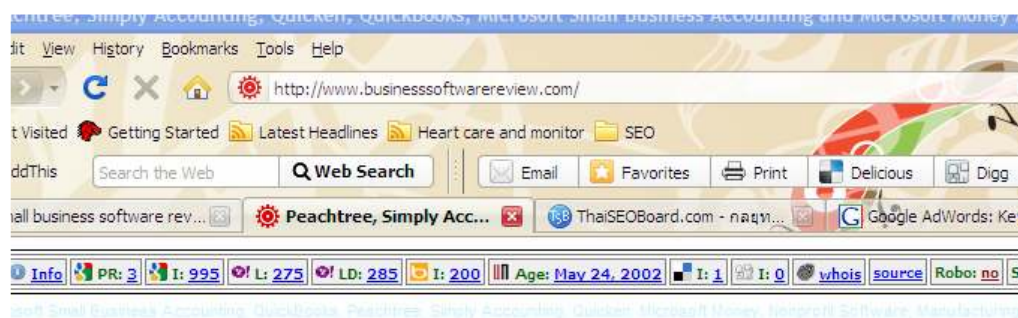 chtree, Simply Accounting, Quicken, QuickBooks, Microsoft Small Business Accounting and Microsoft Money
dit View History Bookmarks Tools Help
http://www.businesssoftwarereview.com/
t Visited Getting Started Latest Headlines Heart care and monitor SEO
ddThis Search the Web Web Search Email Favorites Print Delicious Digg
all business software rev... Peachtree, Simply Acc... ThaiSEOBoard.com - กลยุท... Google AdWords: Ke
Info PR: 3 I: 995 L: 275 LD: 285 I: 200 Age: May 24, 2002 I: 1 I: 0 whois source Robo: no S
soft Small Business Accounting, QuickBooks, Peachtree, Simply Accounting, Quicken, Microsoft Money, Nonprofit Software, Manufacturing